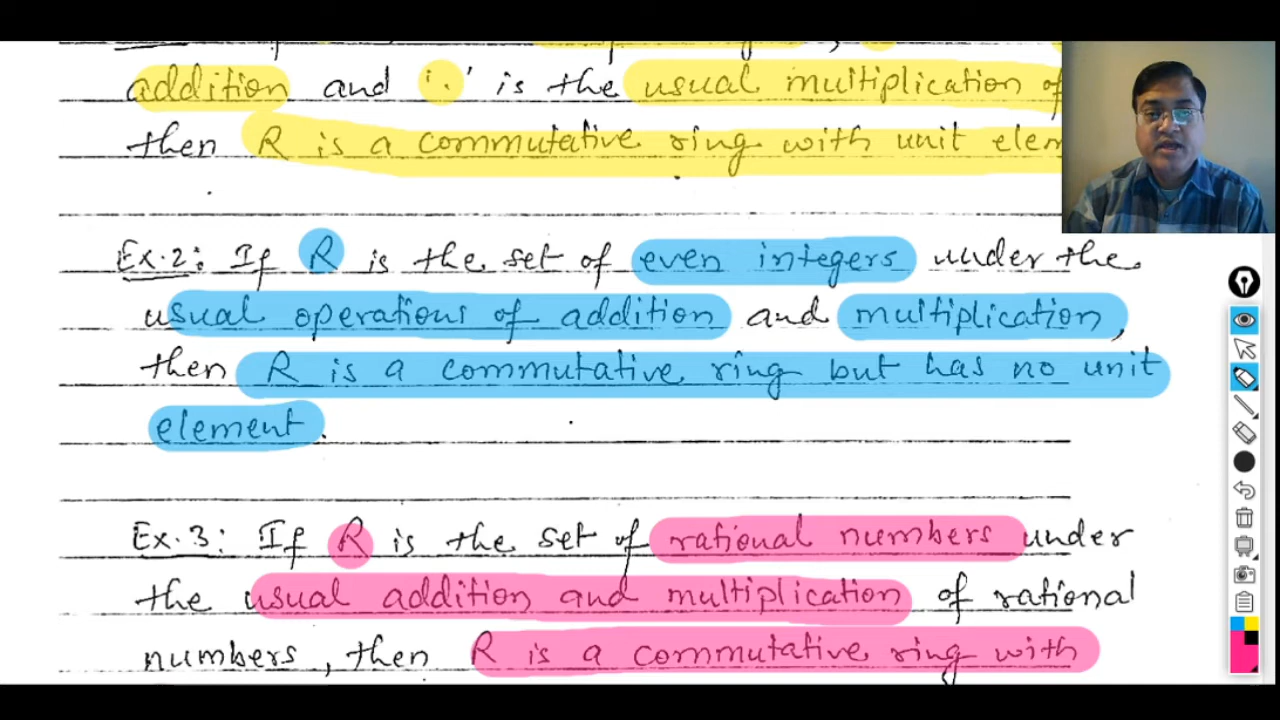 addition and '.' is the usual multiplication of
then R is a commutative ring with unit elem
Ex.2: If R is the set of even integers under the
usual operations of addition and multiplication,
then R is a commutative ring but has no unit
element.
Ex.3: If R is the set of rational numbers under
the usual addition and multiplication of rational
numbers, then R is a commutative ring with